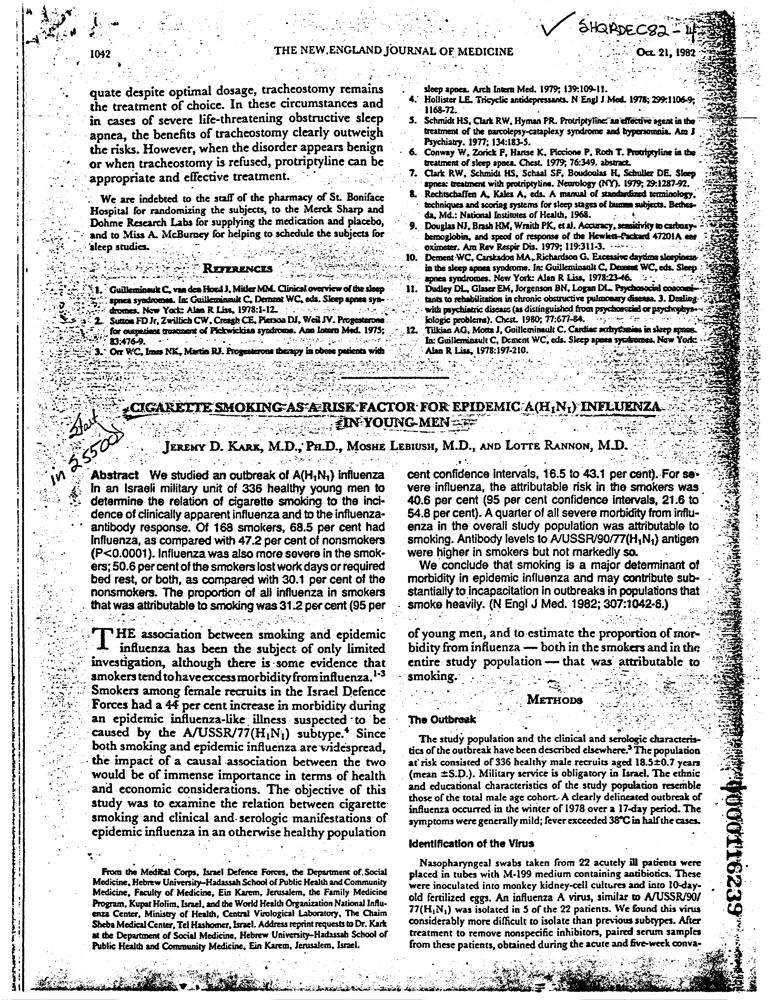 ✓ SHQRDEC82-4
1042 THE NEW ENGLAND JOURNAL OF MEDICINE Oct. 21, 1982
quate despite optimal dosage, tracheostomy remains
the treatment of choice. In these circumstances and
in cases of severe life-threatening obstructive sleep
apnea, the benefits of tracheostomy clearly outweigh
the risks. However, when the disorder appears benign
or when tracheostomy is refused, protriptyline can be
appropriate and effective treatment.
We are indebted to the staff of the pharmacy of St. Boniface
Hospital for randomizing the subjects, to the Merck Sharp and
Dohme Research Labs for supplying the medication and placebo,
and to Miss A. McBurney for helping to schedule the subjects for
sleep studies.
REFERENCES
1. Guilleminault C, van den Hoed J, Mitler MM. Clinical overview of the sleep
apnea syndromes. In: Guilleminault C, Dement WC, eds. Sleep apnea syn-
dromes. New York: Alan R Liss, 1978:1-12.
2. Sutton FD Jr, Zwillich CW, Creagh CE, Pierson DJ, Weil JV. Progesterone
for outpatient treatment of Pickwickian syndrome. Ann Intern Med. 1975;
83:476-9.
3. Orr WC, Imes NK, Martin RJ. Progesterone therapy in obese patients with
sleep apnea. Arch Intern Med. 1979; 139:109-11.
4. Hollister LE. Tricyclic antidepressants. N Engl J Med. 1978; 299:1106-9;
1168-72.
5. Schmidt HS, Clark RW, Hyman PR. Protriptyline: an effective agent in the
treatment of the narcolepsy-cataplexy syndrome and hypersomnia. Am J
Psychiatry. 1977; 134:183-5.
6. Conway W, Zorick F, Hartse K, Piccione P, Roth T. Protriptyline in the
treatment of sleep apnea. Chest. 1979; 76:349. abstract.
7. Clark RW, Schmidt HS, Schaal SF, Boudoulas H, Schuller DE. Sleep
apnea: treatment with protriptyline. Neurology (NY). 1979; 29:1287-92.
8. Rechtschaffen A, Kales A, eds. A manual of standardized terminology,
techniques and scoring systems for sleep stages of human subjects. Bethes-
da, Md.: National Institutes of Health, 1968.
9. Douglas NJ, Brash HM, Wraith PK, et al. Accuracy, sensitivity to carboxy-
hemoglobin, and speed of response of the Hewlett-Packard 47201A ear
oximeter. Am Rev Respir Dis. 1979; 119:311-3.
10. Dement WC, Carskadon MA, Richardson G. Excessive daytime sleepiness
in the sleep apnea syndrome. In: Guilleminault C, Dement WC, eds. Sleep
apnea syndromes. New York: Alan R Liss, 1978:23-46.
11. Dudley DL, Glaser EM, Jorgenson BN, Logan DL. Psychosocial concomi-
tants to rehabilitation in chronic obstructive pulmonary disease. 3. Dealing
with psychiatric disease (as distinguished from psychosocial or psychophys-
iologic problems). Chest. 1980; 77:677-84.
12. Tilkian AG, Motta J, Guilleminault C. Cardiac arrhythmias in sleep apnea.
In: Guilleminault C, Dement WC, eds. Sleep apnea syndromes. New York:
Alan R Liss, 1978:197-210.
Start
in 25500
CIGARETTE SMOKING AS A RISK FACTOR FOR EPIDEMIC A(H₁N₁) INFLUENZA
IN YOUNG MEN
JEREMY D. KARK, M.D., PH.D., MOSHE LEBIUSH, M.D., AND LOTTE RANNON, M.D.
Abstract We studied an outbreak of A(H₁N₁) influenza
in an Israeli military unit of 336 healthy young men to
determine the relation of cigarette smoking to the inci-
dence of clinically apparent influenza and to the influenza-
antibody response. Of 168 smokers, 68.5 per cent had
influenza, as compared with 47.2 per cent of nonsmokers
(P<0.0001). Influenza was also more severe in the smok-
ers; 50.6 per cent of the smokers lost work days or required
bed rest, or both, as compared with 30.1 per cent of the
nonsmokers. The proportion of all influenza in smokers
that was attributable to smoking was 31.2 per cent (95 per
cent confidence intervals, 16.5 to 43.1 per cent). For se-
vere influenza, the attributable risk in the smokers was
40.6 per cent (95 per cent confidence intervals, 21.6 to
54.8 per cent). A quarter of all severe morbidity from influ-
enza in the overall study population was attributable to
smoking. Antibody levels to A/USSR/90/77(H₁N₁) antigen
were higher in smokers but not markedly so.
We conclude that smoking is a major determinant of
morbidity in epidemic influenza and may contribute sub-
stantially to incapacitation in outbreaks in populations that
smoke heavily. (N Engl J Med. 1982; 307:1042-6.)
THE association between smoking and epidemic
influenza has been the subject of only limited
investigation, although there is some evidence that
smokers tend to have excess morbidity from influenza.¹⁻³
Smokers among female recruits in the Israel Defence
Forces had a 44 per cent increase in morbidity during
an epidemic influenza-like illness suspected to be
caused by the A/USSR/77(H₁N₁) subtype.⁴ Since
both smoking and epidemic influenza are widespread,
the impact of a causal association between the two
would be of immense importance in terms of health
and economic considerations. The objective of this
study was to examine the relation between cigarette
smoking and clinical and serologic manifestations of
epidemic influenza in an otherwise healthy population
From the Medical Corps, Israel Defence Forces, the Department of Social
Medicine, Hebrew University–Hadassah School of Public Health and Community
Medicine, Faculty of Medicine, Ein Karem, Jerusalem, the Family Medicine
Program, Kupat Holim, Israel, and the World Health Organization National Influ-
enza Center, Ministry of Health, Central Virological Laboratory, The Chaim
Sheba Medical Center, Tel Hashomer, Israel. Address reprint requests to Dr. Kark
at the Department of Social Medicine, Hebrew University–Hadassah School of
Public Health and Community Medicine, Ein Karem, Jerusalem, Israel.
of young men, and to estimate the proportion of mor-
bidity from influenza — both in the smokers and in the
entire study population — that was attributable to
smoking.
METHODS
The Outbreak
The study population and the clinical and serologic characteris-
tics of the outbreak have been described elsewhere.⁵ The population
at risk consisted of 336 healthy male recruits aged 18.5±0.7 years
(mean ±S.D.). Military service is obligatory in Israel. The ethnic
and educational characteristics of the study population resemble
those of the total male age cohort. A clearly delineated outbreak of
influenza occurred in the winter of 1978 over a 17-day period. The
symptoms were generally mild; fever exceeded 38°C in half the cases.
Identification of the Virus
Nasopharyngeal swabs taken from 22 acutely ill patients were
placed in tubes with M-199 medium containing antibiotics. These
were inoculated into monkey kidney-cell cultures and into 10-day-
old fertilized eggs. An influenza A virus, similar to A/USSR/90/
77(H₁N₁) was isolated in 5 of the 22 patients. We found this virus
considerably more difficult to isolate than previous subtypes. After
treatment to remove nonspecific inhibitors, paired serum samples
from these patients, obtained during the acute and five-week conva-
0000116239